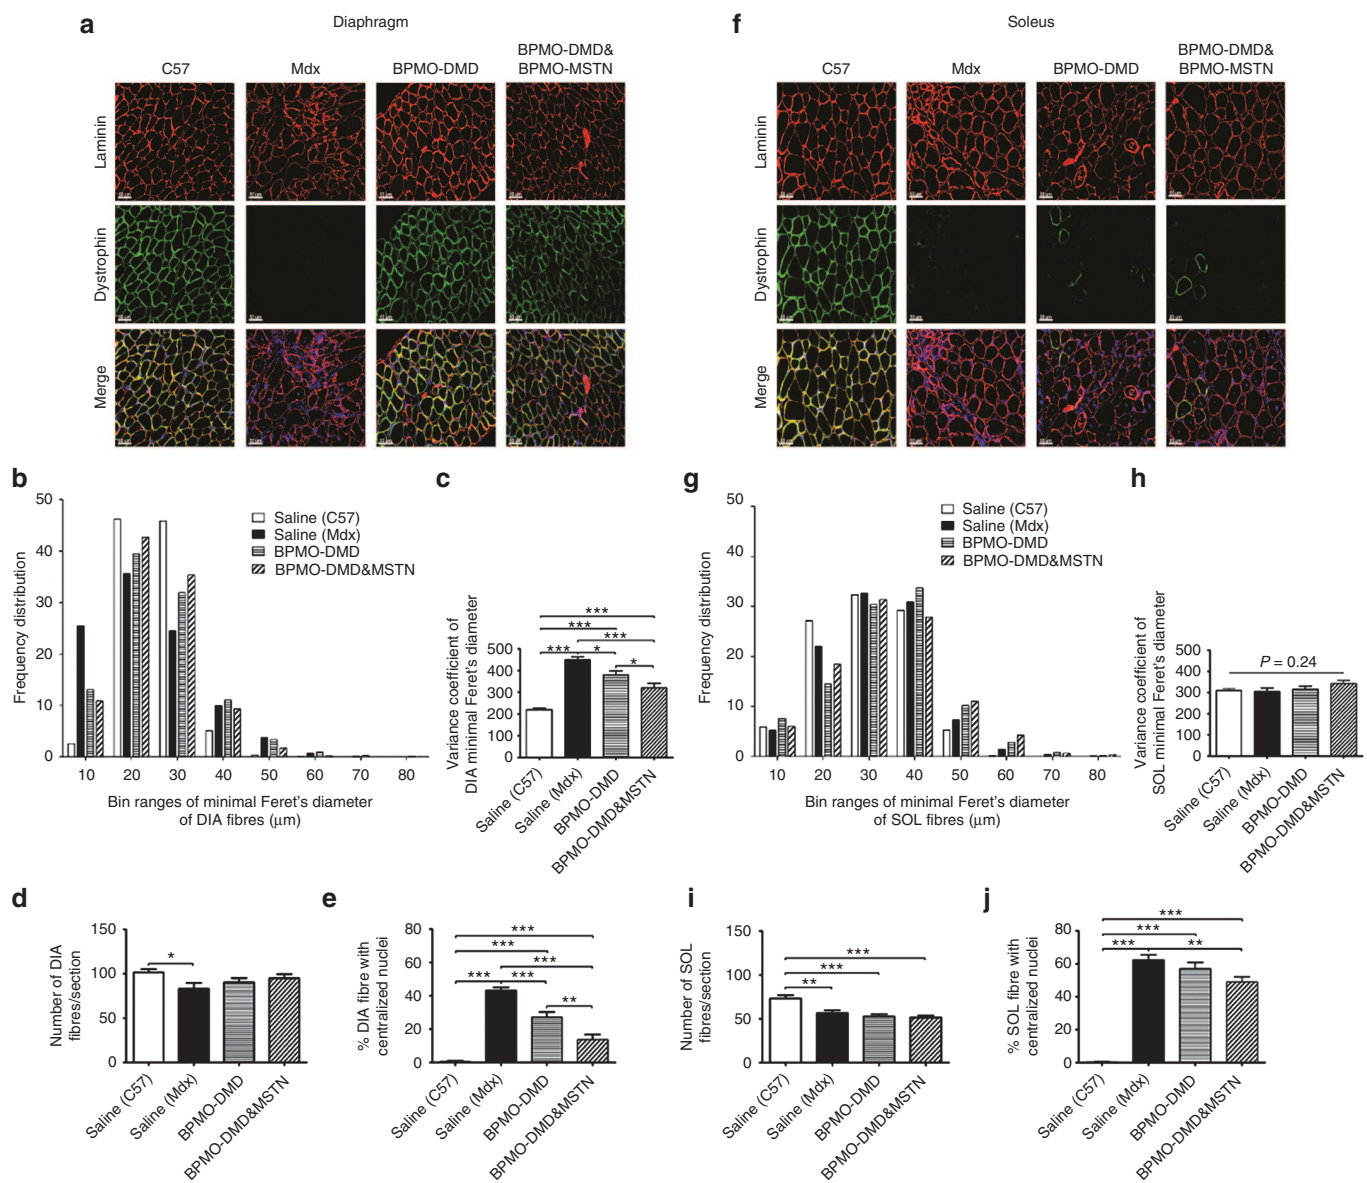 a
Diaphragm
C57
Mdx
BPMO-DMD
BPMO-DMD&
BPMO-MSTN
Laminin
Dystrophin
Merge
f
Soleus
C57
Mdx
BPMO-DMD
BPMO-DMD&
BPMO-MSTN
Laminin
Dystrophin
Merge
b
Frequency distribution
50
40
30
20
10
0
Saline (C57)
Saline (Mdx)
BPMO-DMD
BPMO-DMD&MSTN
10 20 30 40 50 60 70 80
Bin ranges of minimal Feret's diameter
of DIA fibres (μm)
c
Variance coefficient of
DIA minimal Feret's diameter
500
400
300
200
100
0
***
***
***
*** *
*
Saline (C57)
Saline (Mdx)
BPMO-DMD
BPMO-DMD&MSTN
g
Frequency distribution
50
40
30
20
10
0
Saline (C57)
Saline (Mdx)
BPMO-DMD
BPMO-DMD&MSTN
10 20 30 40 50 60 70 80
Bin ranges of minimal Feret's diameter
of SOL fibres (μm)
h
Variance coefficient of
SOL minimal Feret's diameter
500
400
300
200
100
0
P = 0.24
Saline (C57)
Saline (Mdx)
BPMO-DMD
BPMO-DMD&MSTN
d
Number of DIA
fibres/section
150
100
50
0
*
Saline (C57)
Saline (Mdx)
BPMO-DMD
BPMO-DMD&MSTN
e
% DIA fibre with
centralized nuclei
80
60
40
20
0
***
***
***
*** ***
**
Saline (C57)
Saline (Mdx)
BPMO-DMD
BPMO-DMD&MSTN
i
Number of SOL
fibres/section
150
100
50
0
***
***
**
Saline (C57)
Saline (Mdx)
BPMO-DMD
BPMO-DMD&MSTN
j
% SOL fibre with
centralized nuclei
80
60
40
20
0
***
***
*** **
Saline (C57)
Saline (Mdx)
BPMO-DMD
BPMO-DMD&MSTN